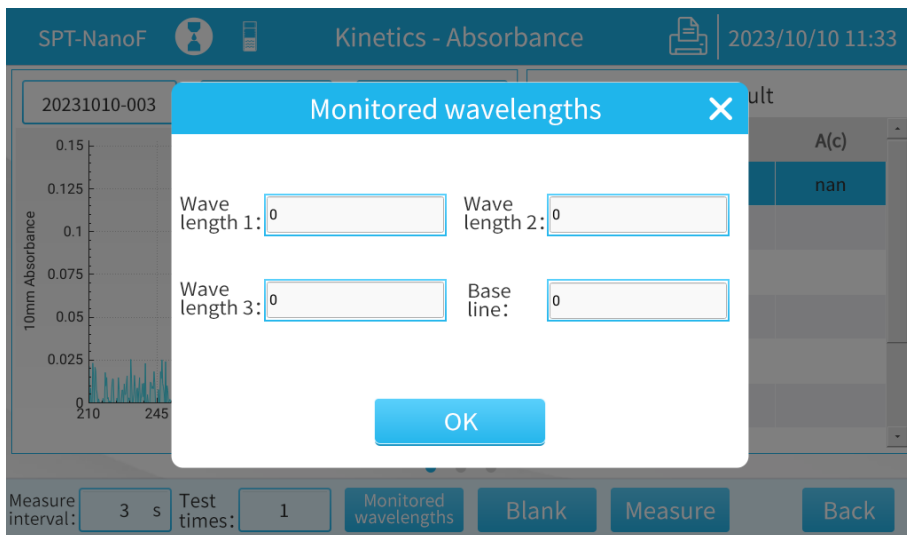 SPT-NanoF Kinetics - Absorbance 2023/10/10 11:33
20231010-003 ult
Monitored wavelengths
A(c)
nan
0.15
0.125
0.1
0.075
0.05
0.025
0
210 245
10mm Absorbance
Wave
length 1: 0
Wave
length 2: 0
Wave
length 3: 0
Base
line: 0
OK
Measure
interval: 3 s
Test
times: 1
Monitored
wavelengths
Blank
Measure
Back